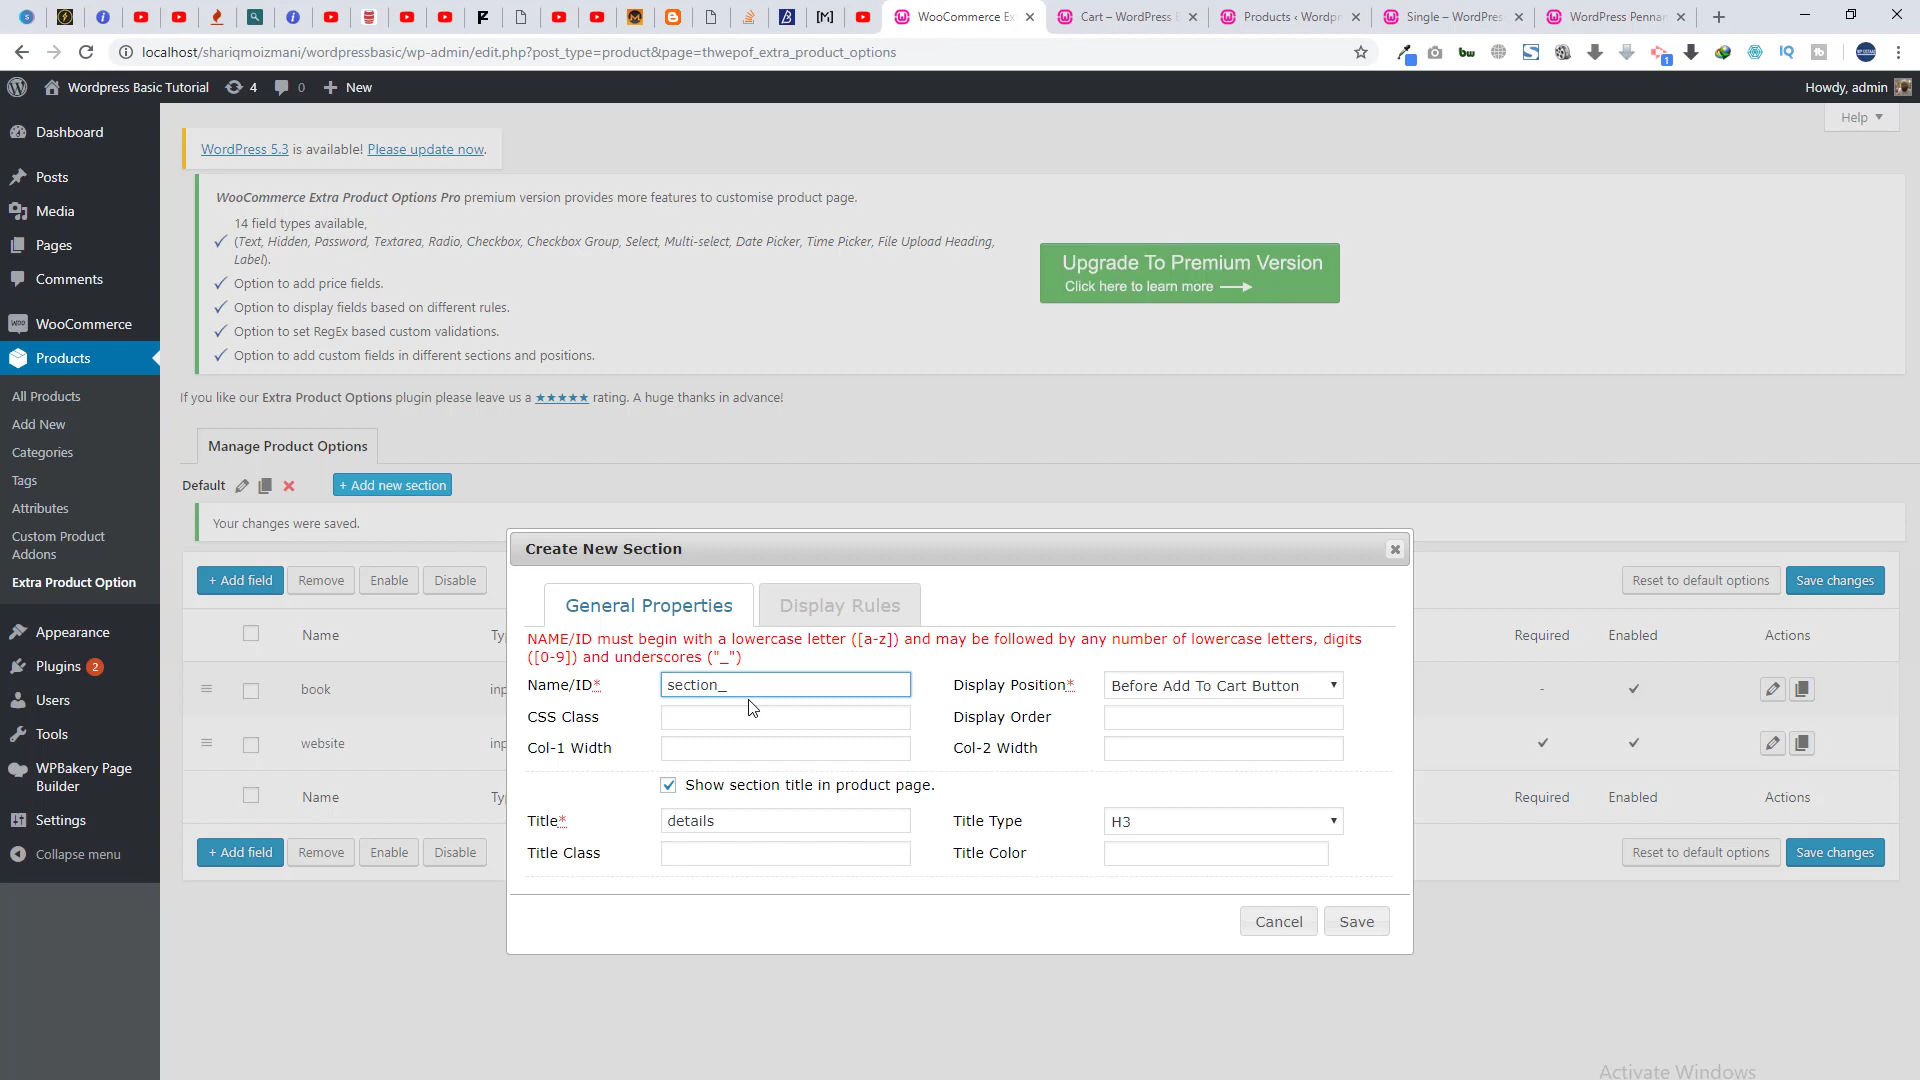 WooCommerce Ex
Cart – WordPress
Products ‹ Wordpr
Single – WordPres
WordPress Pennar
localhost/shariqmoizmani/wordpressbasic/wp-admin/edit.php?post_type=product&page=thwepof_extra_product_options
Wordpress Basic Tutorial
4
0
New
Howdy, admin
Help
Dashboard
Posts
Media
Pages
Comments
WooCommerce
Products
All Products
Add New
Categories
Tags
Attributes
Custom Product
Addons
Extra Product Option
Appearance
Plugins 2
Users
Tools
WPBakery Page
Builder
Settings
Collapse menu
WordPress 5.3 is available! Please update now.
WooCommerce Extra Product Options Pro premium version provides more features to customise product page.
14 field types available,
(Text, Hidden, Password, Textarea, Radio, Checkbox, Checkbox Group, Select, Multi-select, Date Picker, Time Picker, File Upload Heading,
Label).
Option to add price fields.
Option to display fields based on different rules.
Option to set RegEx based custom validations.
Option to add custom fields in different sections and positions.
Upgrade To Premium Version
Click here to learn more
If you like our Extra Product Options plugin please leave us a ★★★★★ rating. A huge thanks in advance!
Manage Product Options
Default
+ Add new section
Your changes were saved.
+ Add field Remove Enable Disable
Reset to default options Save changes
Name Ty Required Enabled Actions
book inp -
website inp
Name Ty Required Enabled Actions
+ Add field Remove Enable Disable
Reset to default options Save changes
Create New Section
General Properties
Display Rules
NAME/ID must begin with a lowercase letter ([a-z]) and may be followed by any number of lowercase letters, digits
([0-9]) and underscores ("_")
Name/ID* section_ Display Position* Before Add To Cart Button
CSS Class Display Order
Col-1 Width Col-2 Width
Show section title in product page.
Title* details Title Type H3
Title Class Title Color
Cancel Save
Activate Windows